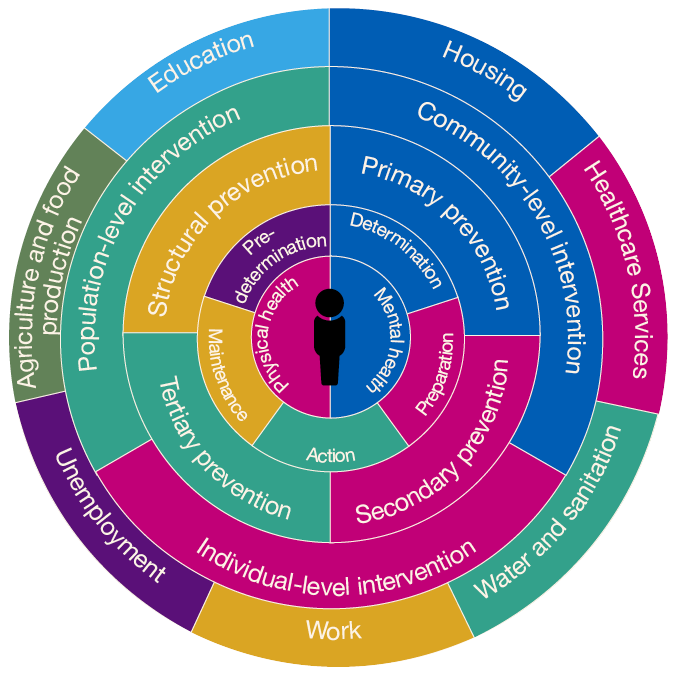 Education
Housing
Healthcare Services
Water and sanitation
Work
Unemployment
Agriculture and food
production
Population-level intervention
Community-level intervention
Individual-level intervention
Structural prevention
Primary prevention
Secondary prevention
Tertiary prevention
Pre-
determination
Determination
Preparation
Action
Maintenance
Physical health
Mental health